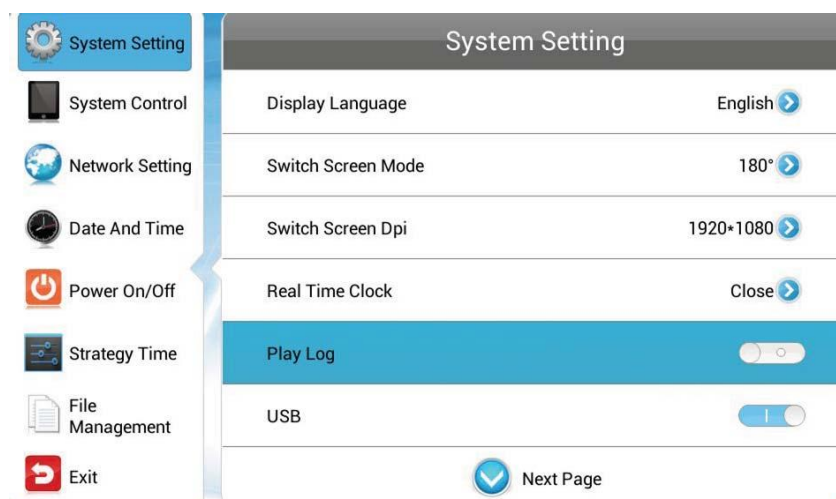 System Setting
System Control
Network Setting
Date And Time
Power On/Off
Strategy Time
File
Management
Exit
System Setting
Display Language English
Switch Screen Mode 180°
Switch Screen Dpi 1920*1080
Real Time Clock Close
Play Log
USB
Next Page